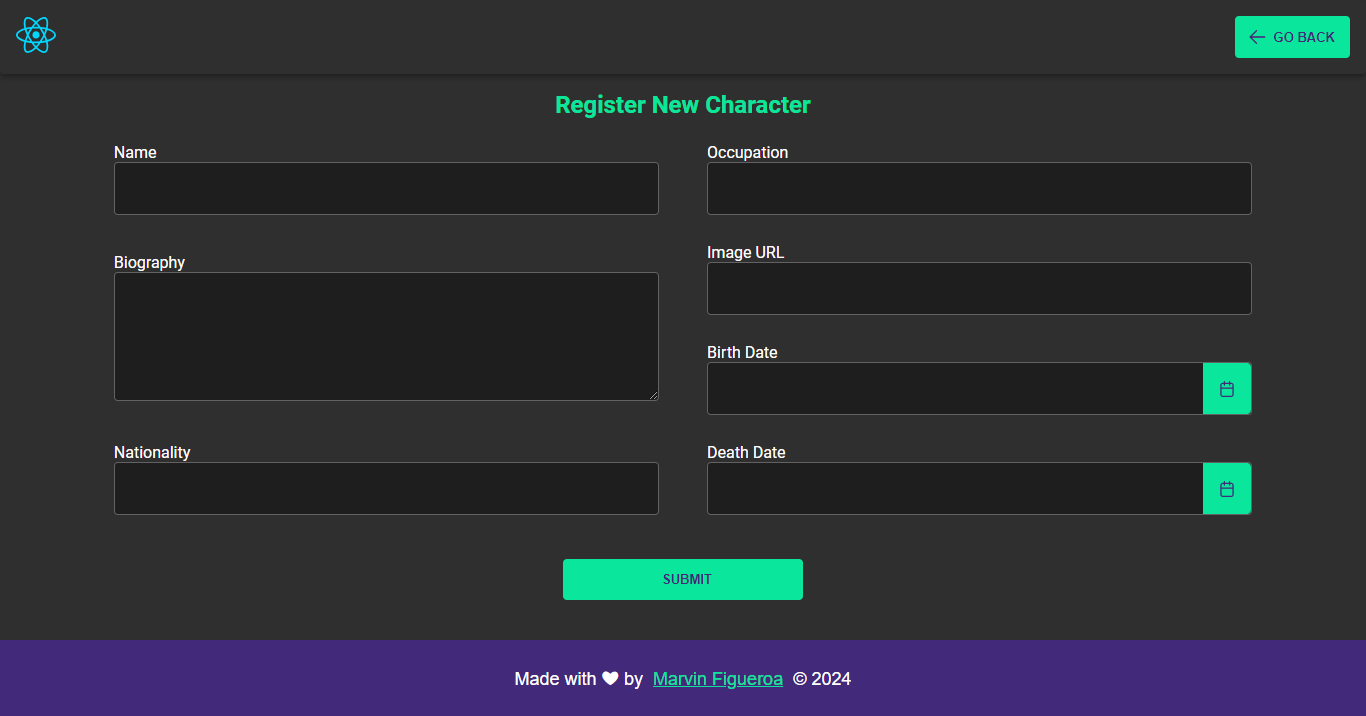 GO BACK
Register New Character
Name
Occupation
Biography
Image URL
Birth Date
Nationality
Death Date
SUBMIT
Made with ♥ by Marvin Figueroa © 2024